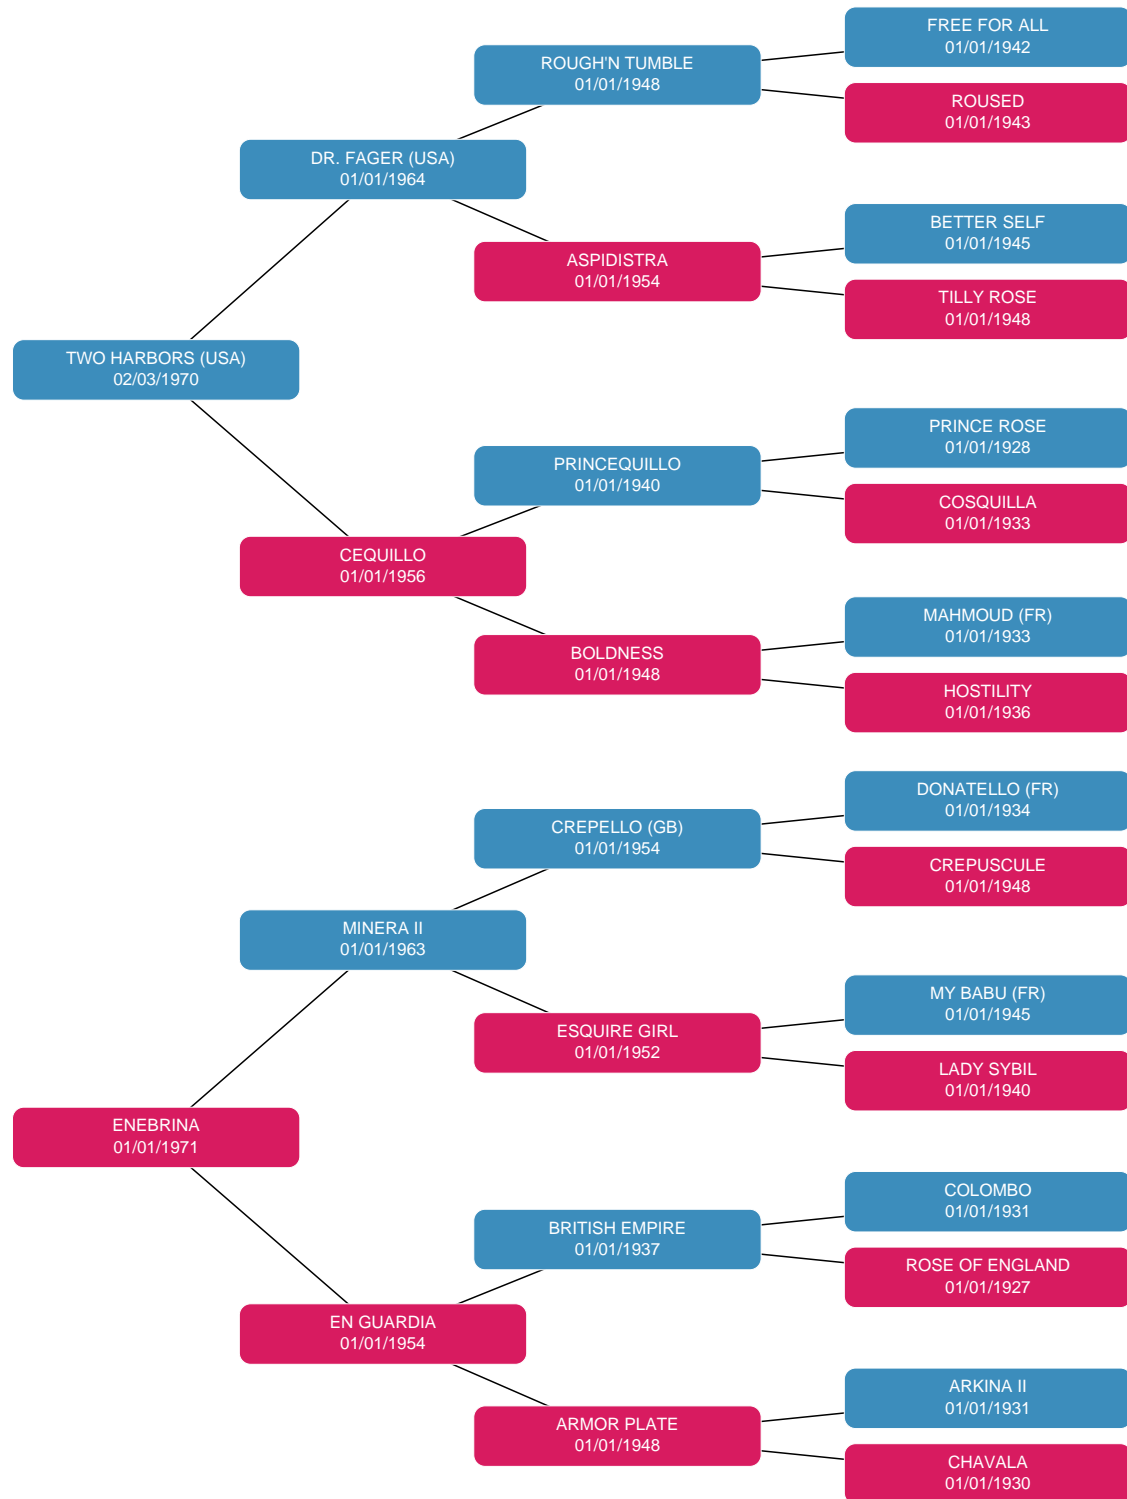 FREE FOR ALL
01/01/1942
ROUGH'N TUMBLE
01/01/1948
ROUSED
01/01/1943
DR. FAGER (USA)
01/01/1964
BETTER SELF
01/01/1945
ASPIDISTRA
01/01/1954
TILLY ROSE
01/01/1948
TWO HARBORS (USA)
02/03/1970
PRINCE ROSE
01/01/1928
PRINCEQUILLO
01/01/1940
COSQUILLA
01/01/1933
CEQUILLO
01/01/1956
MAHMOUD (FR)
01/01/1933
BOLDNESS
01/01/1948
HOSTILITY
01/01/1936
DONATELLO (FR)
01/01/1934
CREPELLO (GB)
01/01/1954
CREPUSCULE
01/01/1948
MINERA II
01/01/1963
MY BABU (FR)
01/01/1945
ESQUIRE GIRL
01/01/1952
LADY SYBIL
01/01/1940
ENEBRINA
01/01/1971
COLOMBO
01/01/1931
BRITISH EMPIRE
01/01/1937
ROSE OF ENGLAND
01/01/1927
EN GUARDIA
01/01/1954
ARKINA II
01/01/1931
ARMOR PLATE
01/01/1948
CHAVALA
01/01/1930